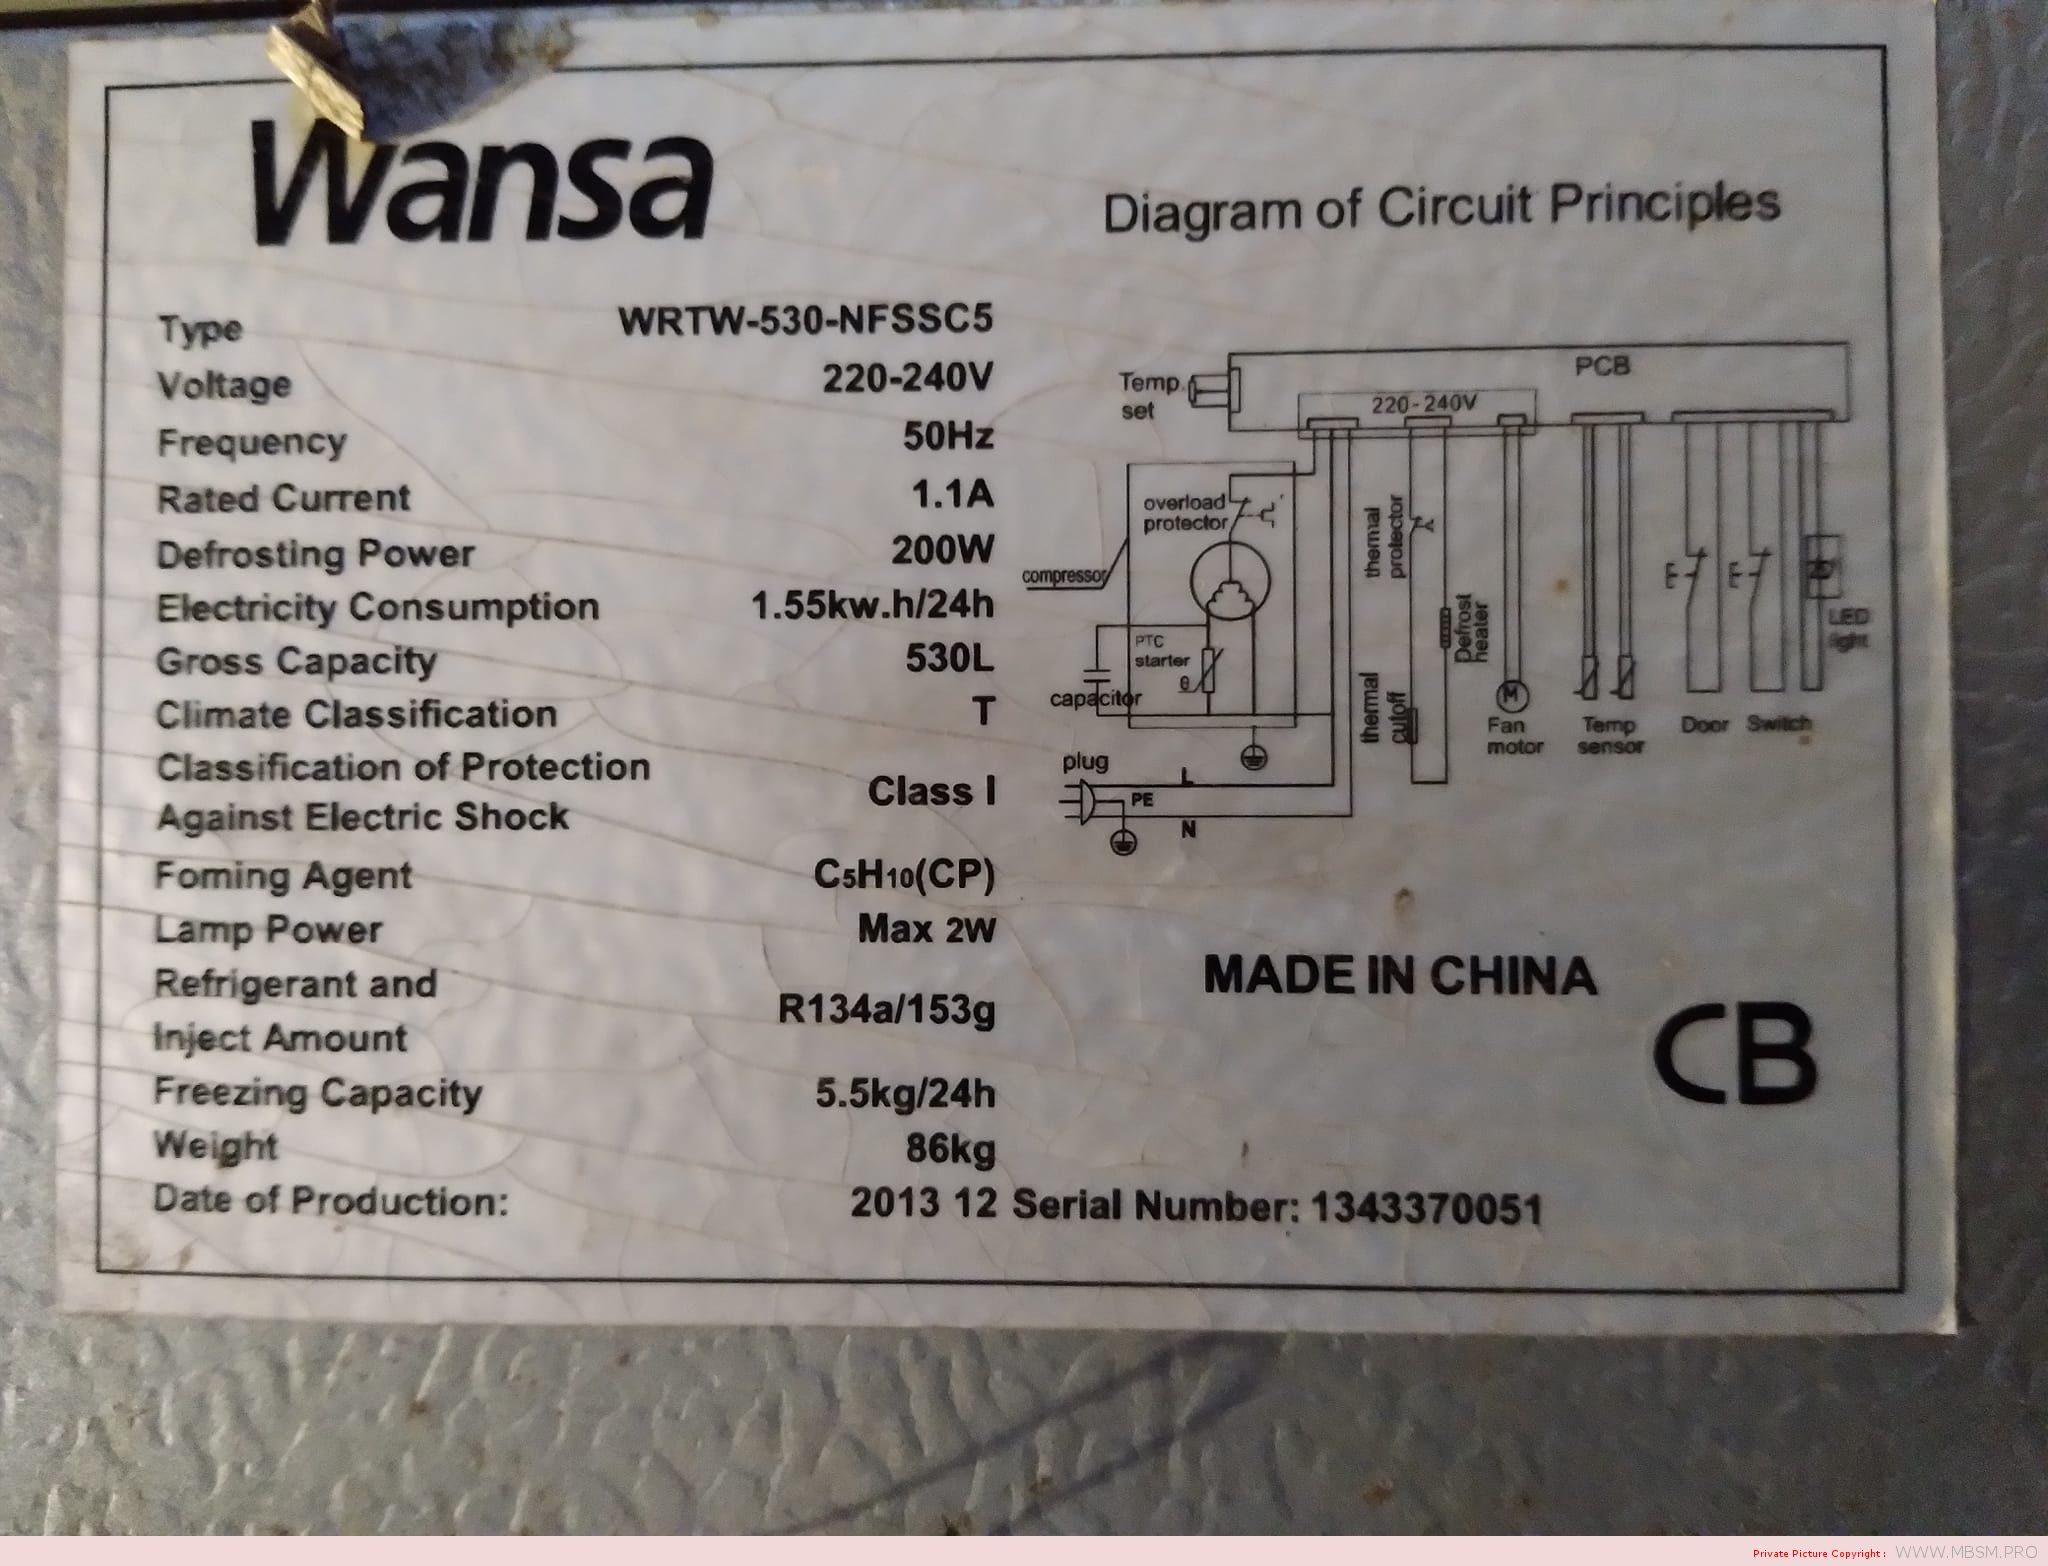 Wansa
Diagram of Circuit Principles
Type WRTW-530-NFSSC5
Voltage 220-240V
Frequency 50Hz
Rated Current 1.1A
Defrosting Power 200W
Electricity Consumption 1.55kw.h/24h
Gross Capacity 530L
Climate Classification T
Classification of Protection
Against Electric Shock Class I
Foming Agent C5H10(CP)
Lamp Power Max 2W
Refrigerant and
Inject Amount R134a/153g
Freezing Capacity 5.5kg/24h
Weight 86kg
Date of Production: 2013 12 Serial Number: 1343370051
PCB
Temp.
set
220-240V
overload
protector
compressor
PTC
starter
θ
capacitor
plug
L
PE
N
thermal
protector
Defrost
heater
thermal
cutoff
M
Fan
motor
Temp
sensor
Door Switch
LED
light
MADE IN CHINA
CB
Private Picture Copyright : WWW.MBSM.PRO